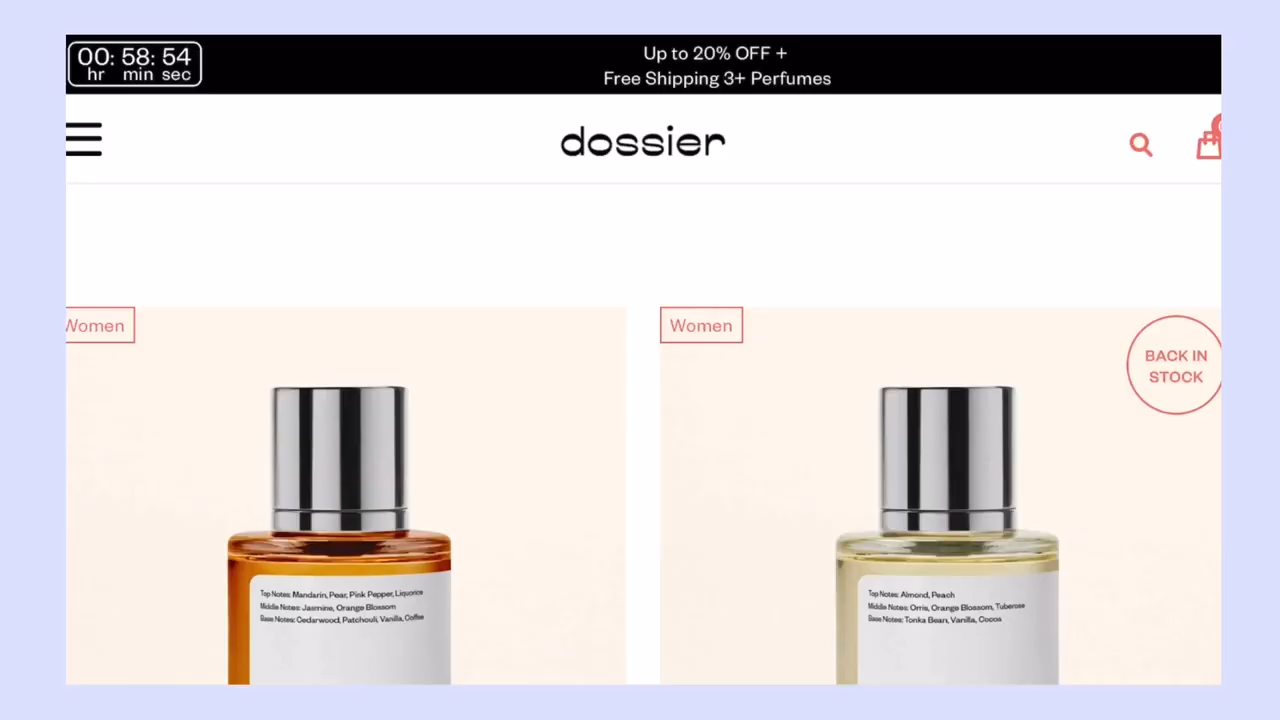 00: 58: 54
hr min sec
Up to 20% OFF +
Free Shipping 3+ Perfumes
dossier
Women
Women
BACK IN
STOCK
Top Notes: Mandarin, Pear, Pink Pepper, Liquorice
Middle Notes: Jasmine, Orange Blossom
Base Notes: Cedarwood, Patchouli, Vanilla, Coffee
Top Notes: Almond, Peach
Middle Notes: Orris, Orange Blossom, Tuberose
Base Notes: Tonka Bean, Vanilla, Cocoa